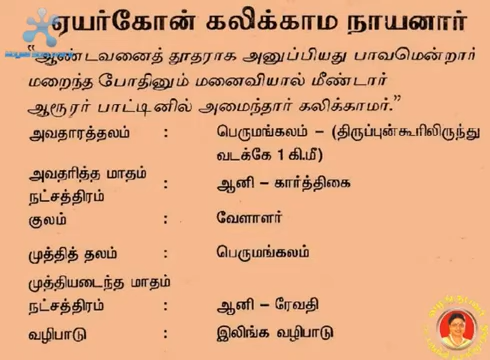 ஏயர்கோன் கலிக்காம நாயனார்
"ஆண்டவனைத் தூதராக அனுப்பியது பாவமென்றார்
மறைந்த போதினும் மனைவியால் மீண்டார்
ஆரூரர் பாட்டினில் அமைந்தார் கலிக்காமர்."
அவதாரத்தலம் : பெருமங்கலம் – (திருப்புன்கூரிலிருந்து
வடக்கே 1 கி.மீ)
அவதரித்த மாதம்
நட்சத்திரம் : ஆனி – கார்த்திகை
குலம் : வேளாளர்
முத்தித் தலம் : பெருமங்கலம்
முத்தியடைந்த மாதம்
நட்சத்திரம் : ஆனி – ரேவதி
வழிபாடு : இலிங்க வழிபாடு